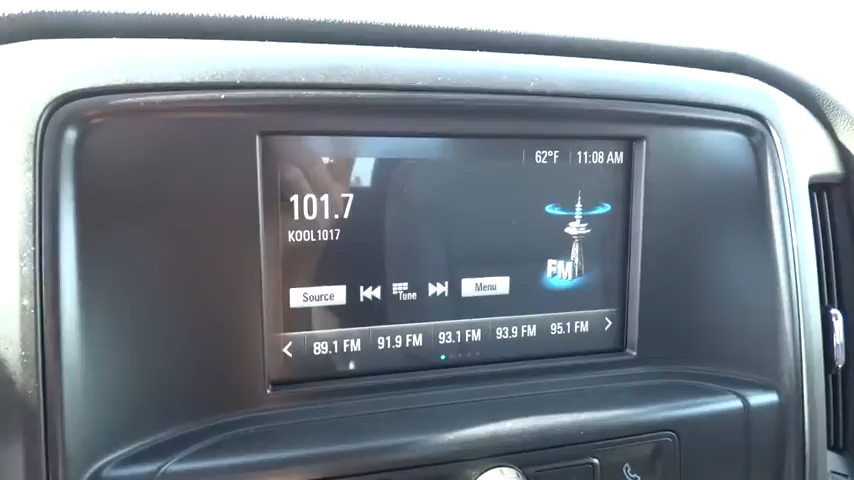 62°F 11:08 AM
101.7
KOOL1017
FM
Source Tune Menu
89.1 FM 91.9 FM 93.1 FM 93.9 FM 95.1 FM